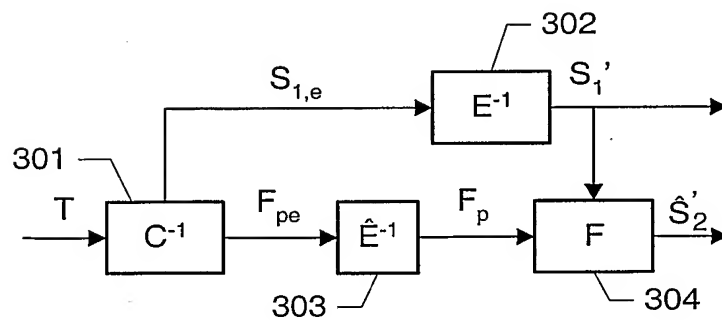 302
S₁,ₑ
E⁻¹
S₁'
301
T
C⁻¹
Fₚₑ
Ê⁻¹
Fₚ
F
Ŝ₂'
303
304